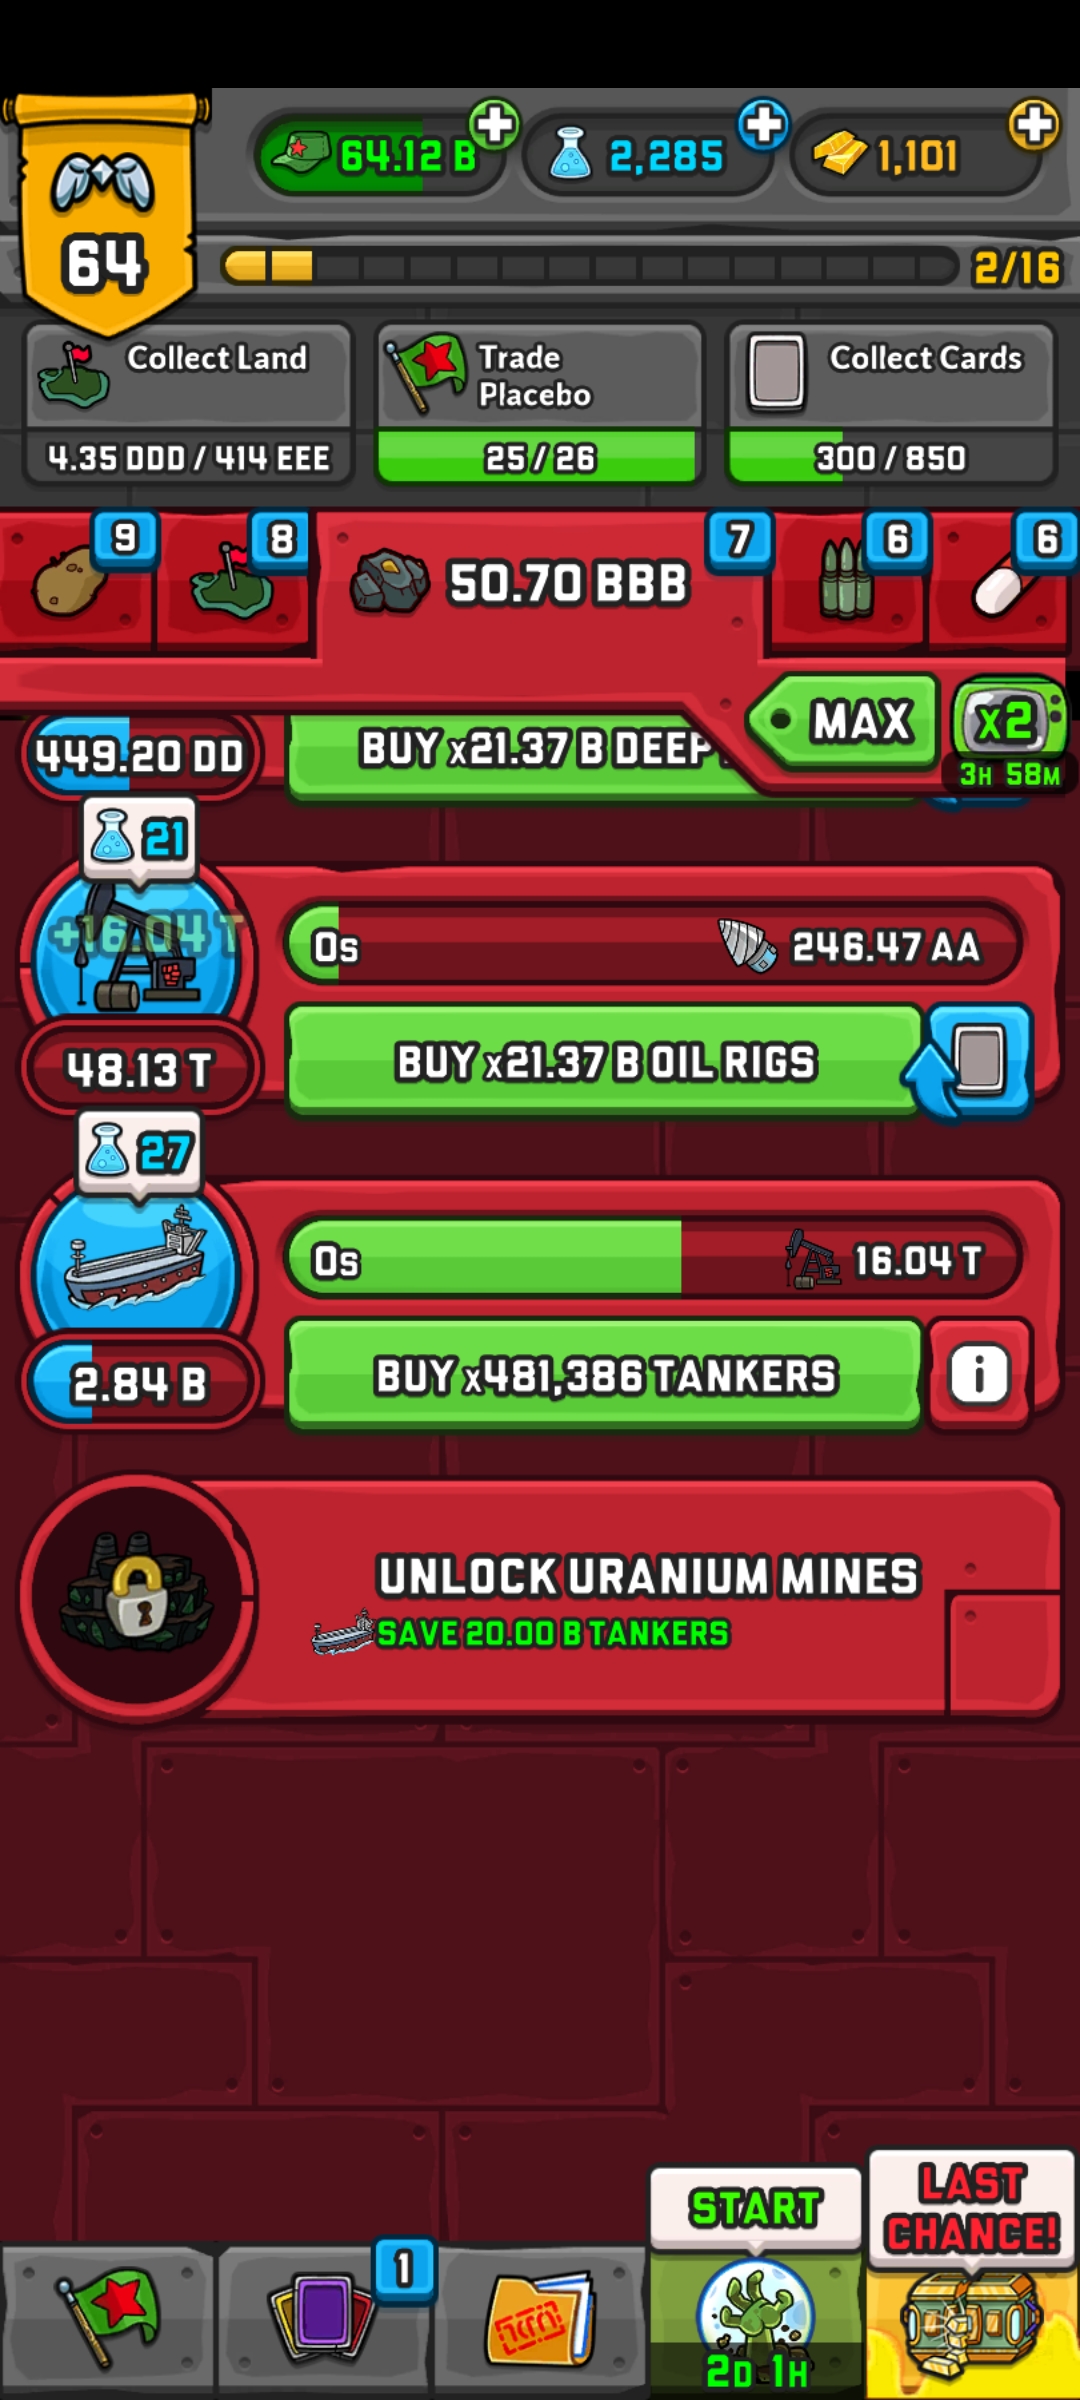 64.12 B
2,285
1,101
64
2/16
Collect Land
4.35 DDD / 414 EEE
Trade
Placebo
25 / 26
Collect Cards
300 / 850
9
8
50.70 BBB
7
6
6
MAX
x2
3H 58M
449.20 DD
BUY x21.37 B DEEP
21
+16.04 T
0s
246.47 AA
48.13 T
BUY x21.37 B OIL RIGS
27
0s
16.04 T
2.84 B
BUY x481,386 TANKERS
i
UNLOCK URANIUM MINES
SAVE 20.00 B TANKERS
START
LAST
CHANCE!
1
2D 1H